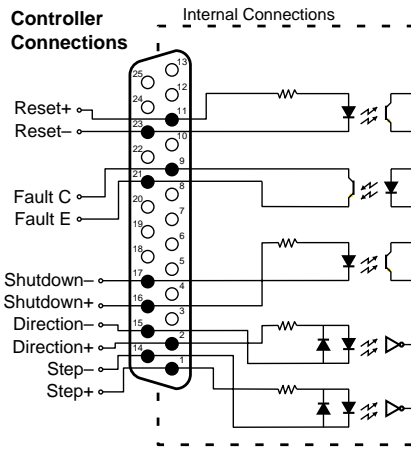 Controller
Connections
Internal Connections
13
25
12
24
11
Reset+
23
Reset–
10
22
9
21
8
Fault C
20
7
Fault E
19
6
18
5
17
Shutdown–
4
16
Shutdown+
3
15
Direction–
2
Direction+
14
Step–
1
Step+